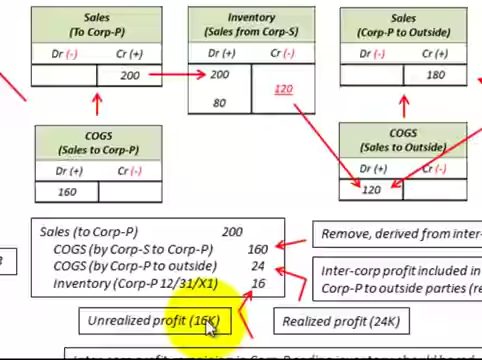 Sales
(To Corp-P)
Dr (-) Cr (+)
200
Inventory
(Sales from Corp-S)
Dr (+) Cr (-)
200
120
80
Sales
(Corp-P to Outside)
Dr (-) Cr (+)
180
COGS
(Sales to Corp-P)
Dr (+) Cr (-)
160
COGS
(Sales to Outside)
Dr (+) Cr (-)
120
Sales (to Corp-P) 200
COGS (by Corp-S to Corp-P) 160
COGS (by Corp-P to outside) 24
Inventory (Corp-P 12/31/X1) 16
Remove, derived from inter-
Inter-corp profit included in
Corp-P to outside parties (re
Unrealized profit (16K)
Realized profit (24K)